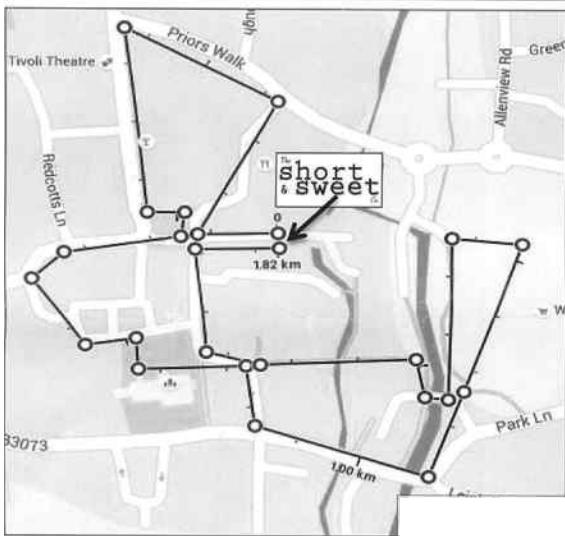 Priors Walk
ugh
Tivoli Theatre
Allenview Rd
Green
Redcotts Ln
The
short
& sweet
Co
0
1.82 km
W
Park Ln
B3073
1.00 km